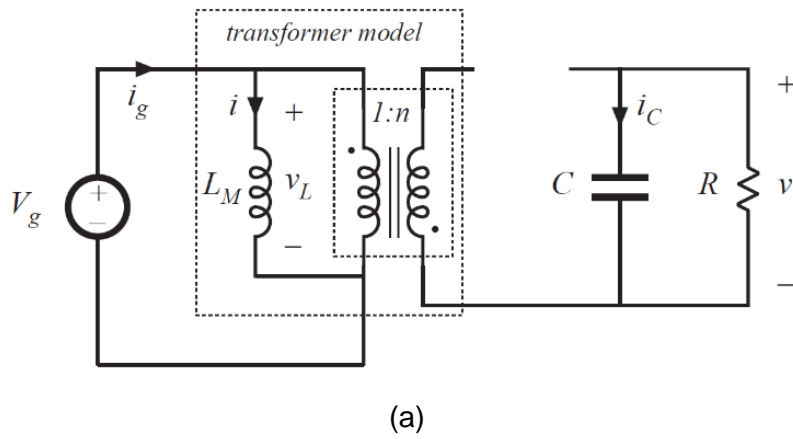 transformer model
i_g
i
+
1:n
i_C
+
V_g
+
−
L_M
v_L
C
R
v
−
−
(a)